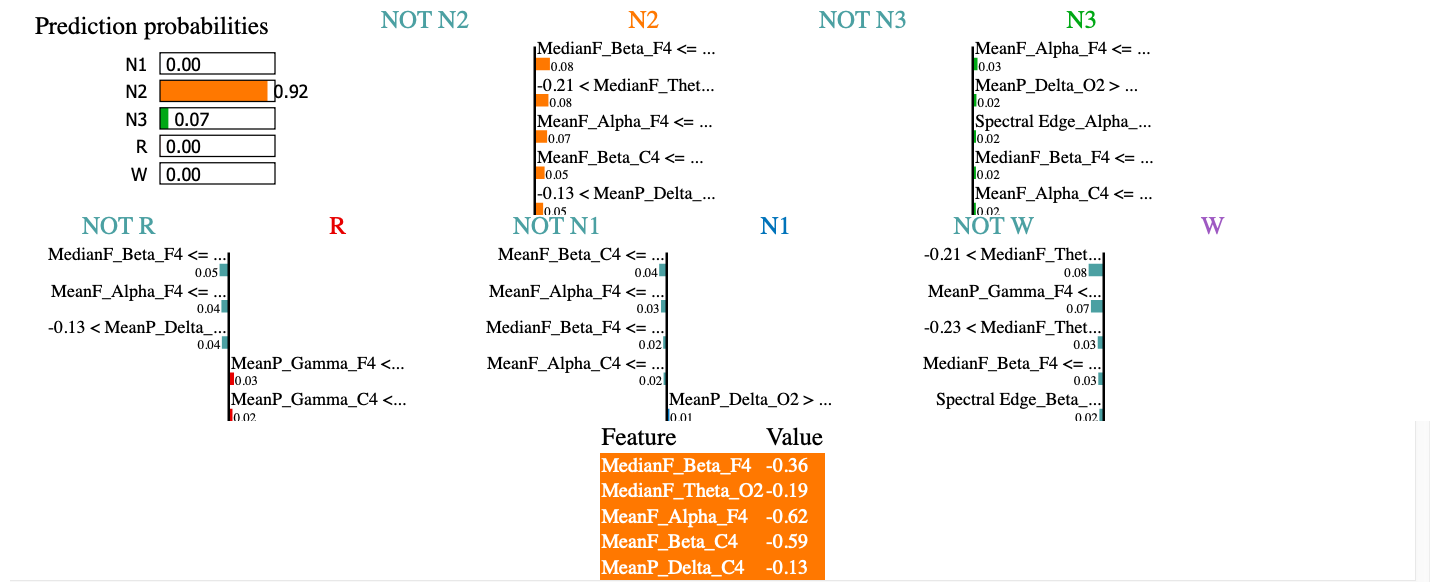 Prediction probabilities
N1 0.00
N2 0.92
N3 0.07
R 0.00
W 0.00
NOT N2 N2
MedianF_Beta_F4 <= ...
0.08
-0.21 < MedianF_Thet...
0.08
MeanF_Alpha_F4 <= ...
0.07
MeanF_Beta_C4 <= ...
0.05
-0.13 < MeanP_Delta_...
0.05
NOT N3 N3
MeanF_Alpha_F4 <= ...
0.03
MeanP_Delta_O2 > ...
0.02
Spectral Edge_Alpha_...
0.02
MedianF_Beta_F4 <= ...
0.02
MeanF_Alpha_C4 <= ...
0.02
NOT R R
MedianF_Beta_F4 <= ...
0.05
MeanF_Alpha_F4 <= ...
0.04
-0.13 < MeanP_Delta_...
0.04
MeanP_Gamma_F4 <...
0.03
MeanP_Gamma_C4 <...
0.02
NOT N1 N1
MeanF_Beta_C4 <= ...
0.04
MeanF_Alpha_F4 <= ...
0.03
MedianF_Beta_F4 <= ...
0.02
MeanF_Alpha_C4 <= ...
0.02
MeanP_Delta_O2 > ...
0.01
NOT W W
-0.21 < MedianF_Thet...
0.08
MeanP_Gamma_F4 <...
0.07
-0.23 < MedianF_Thet...
0.03
MedianF_Beta_F4 <= ...
0.03
Spectral Edge_Beta_...
0.02
Feature Value
MedianF_Beta_F4 -0.36
MedianF_Theta_O2 -0.19
MeanF_Alpha_F4 -0.62
MeanF_Beta_C4 -0.59
MeanP_Delta_C4 -0.13